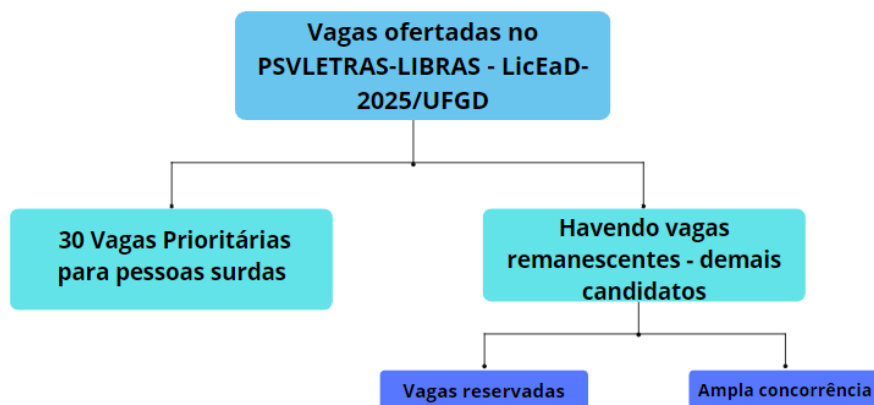 Vagas ofertadas no
PSVLETRAS-LIBRAS - LicEaD-
2025/UFGD
30 Vagas Prioritárias
para pessoas surdas
Havendo vagas
remanescentes - demais
candidatos
Vagas reservadas
Ampla concorrência